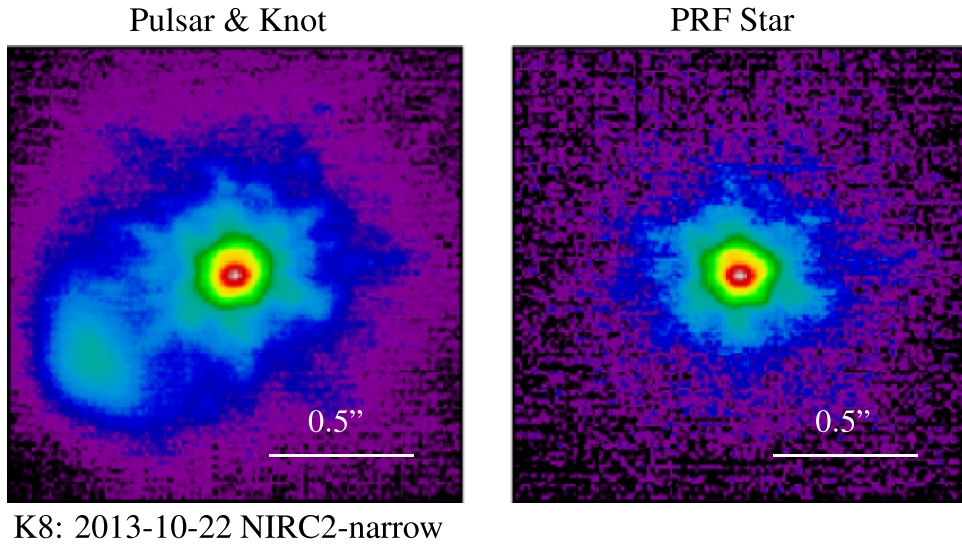 Pulsar & Knot
PRF Star
0.5”
0.5”
K8: 2013-10-22 NIRC2-narrow